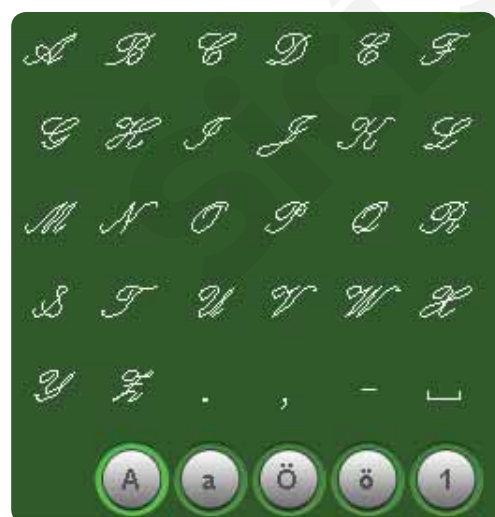 A B C D E F
G H I J K L
M N O P Q R
S T U V W X
Y Z . , - ⎵
A a Ö ö 1